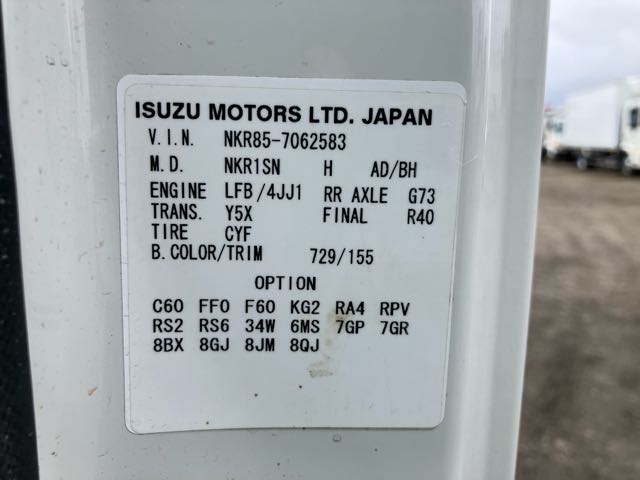 ISUZU MOTORS LTD. JAPAN
V.I.N. NKR85-7062583
M.D. NKR1SN H AD/BH
ENGINE LFB/4JJ1 RR AXLE G73
TRANS. Y5X FINAL R40
TIRE CYF
B.COLOR/TRIM 729/155
OPTION
C60 FF0 F60 KG2 RA4 RPV
RS2 RS6 34W 6MS 7GP 7GR
8BX 8GJ 8JM 8QJ